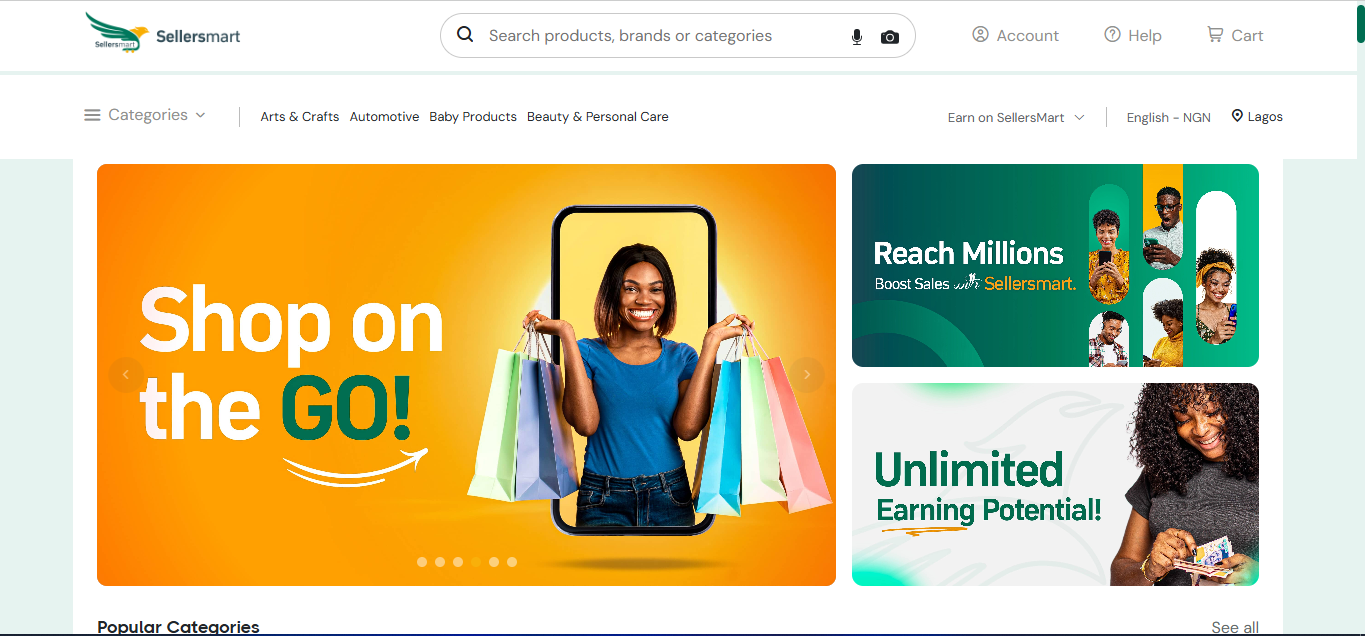 Sellersmart
Sellersmart
Search products, brands or categories
Account
Help
Cart
Categories
Arts & Crafts
Automotive
Baby Products
Beauty & Personal Care
Earn on SellersMart
English - NGN
Lagos
Shop on
the GO!
Reach Millions
Boost Sales with Sellersmart.
Unlimited
Earning Potential!
Popular Categories
See all